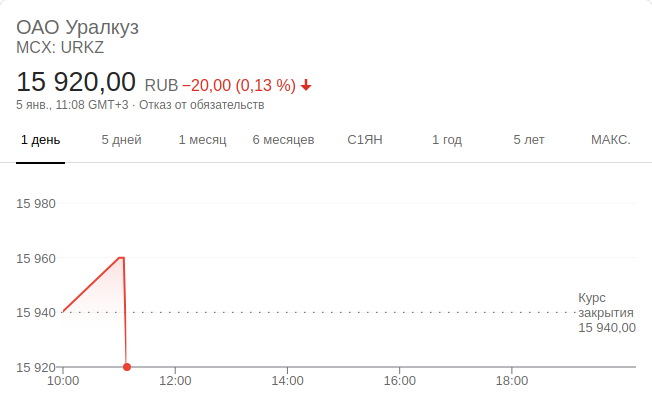 ОАО Уралкуз
MCX: URKZ
15 920,00 RUB −20,00 (0,13 %)
5 янв., 11:08 GMT+3 · Отказ от обязательств
1 день 5 дней 1 месяц 6 месяцев С1ЯН 1 год 5 лет МАКС.
15 980
15 960
Курс
15 940 закрытия
15 940,00
15 920
10:00 12:00 14:00 16:00 18:00